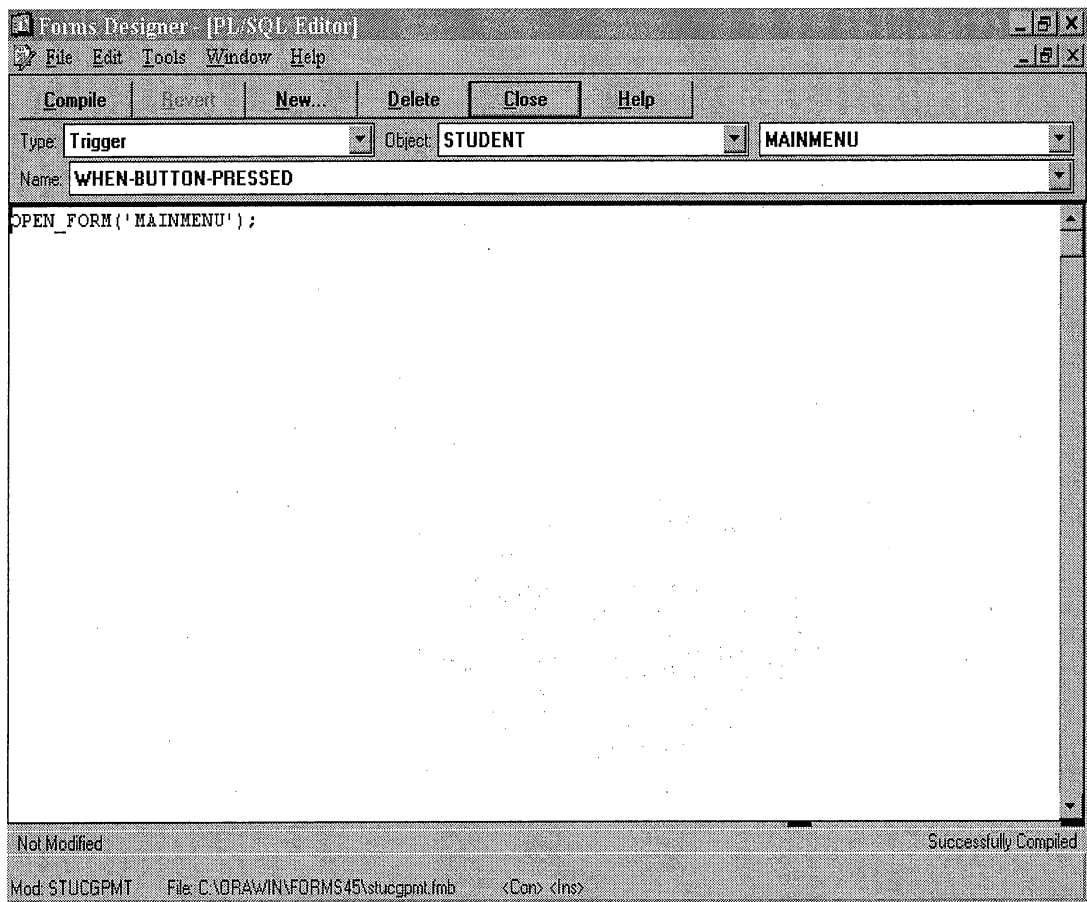 Forms Designer - [PL/SQL Editor]
File Edit Tools Window Help
Compile Revert New... Delete Close Help
Type: Trigger Object: STUDENT MAINMENU
Name: WHEN-BUTTON-PRESSED
OPEN_FORM('MAINMENU');
Not Modified Successfully Compiled
Mod: STUCGPMT File: C:\ORAWIN\FORMS45\stucgpmt.fmb <Con> <Ins>